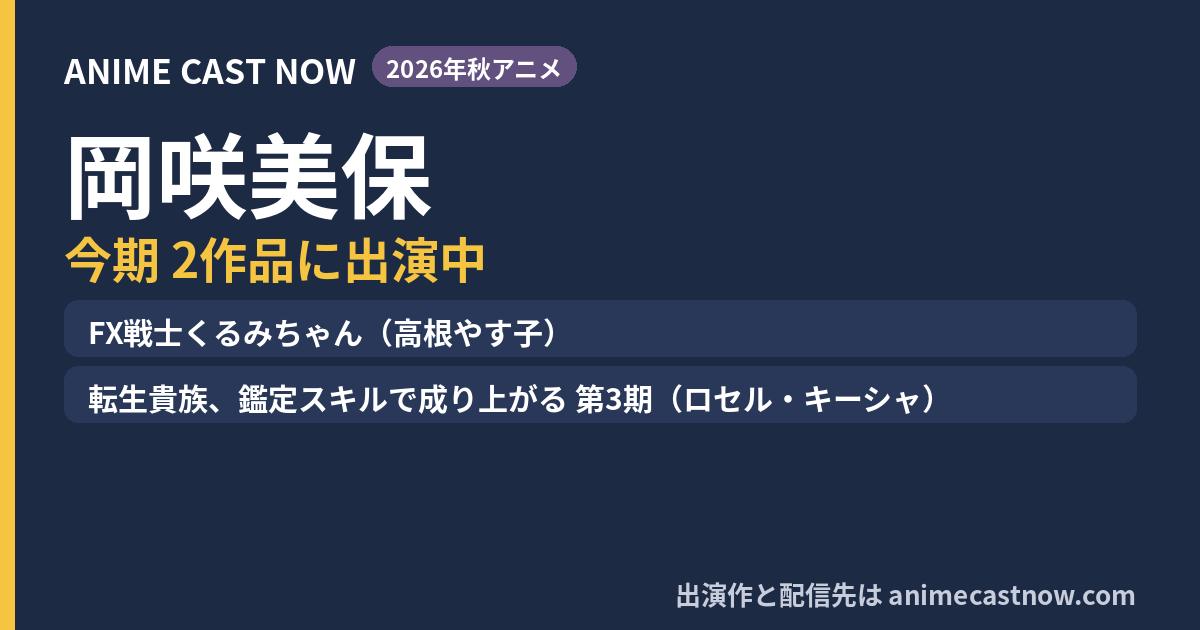 ANIME CAST NOW 2026年秋アニメ
岡咲美保
今期 2作品に出演中
FX戦士くるみちゃん（高根やす子）
転生貴族、鑑定スキルで成り上がる 第3期（ロセル・キーシャ）
出演作と配信先は animecastnow.com